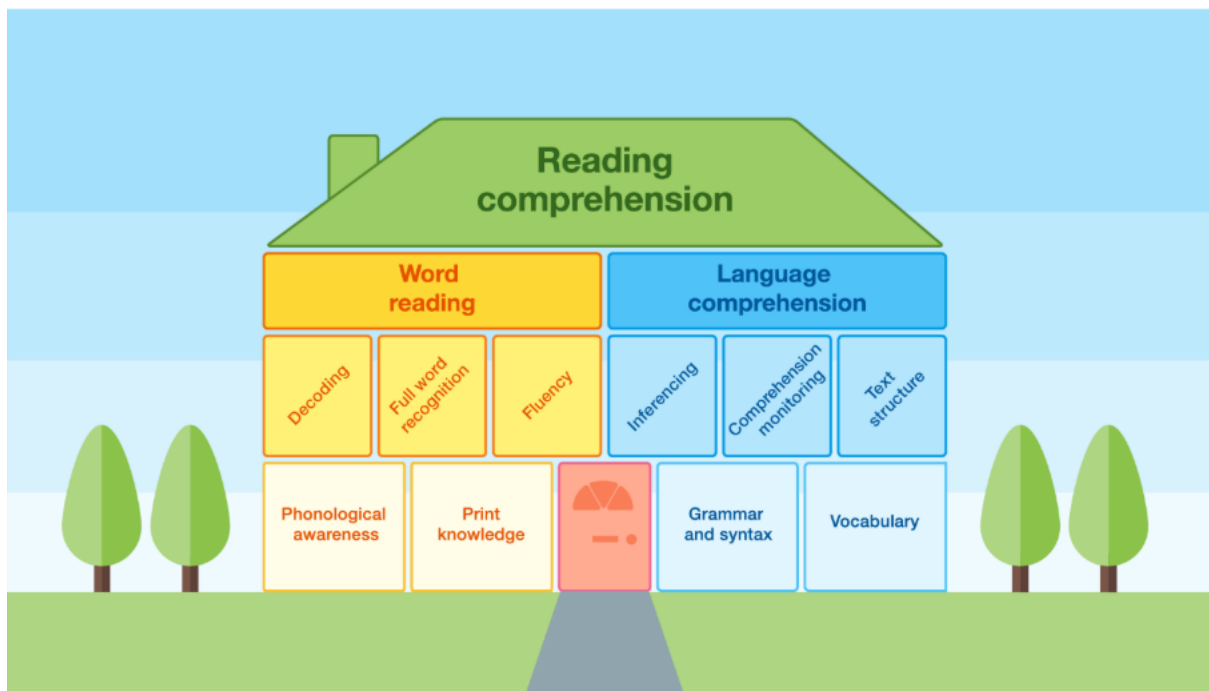 Reading
comprehension
Word
reading
Language
comprehension
Decoding
Full word
recognition
Fluency
Inferencing
Comprehension
monitoring
Text
structure
Phonological
awareness
Print
knowledge
Grammar
and syntax
Vocabulary